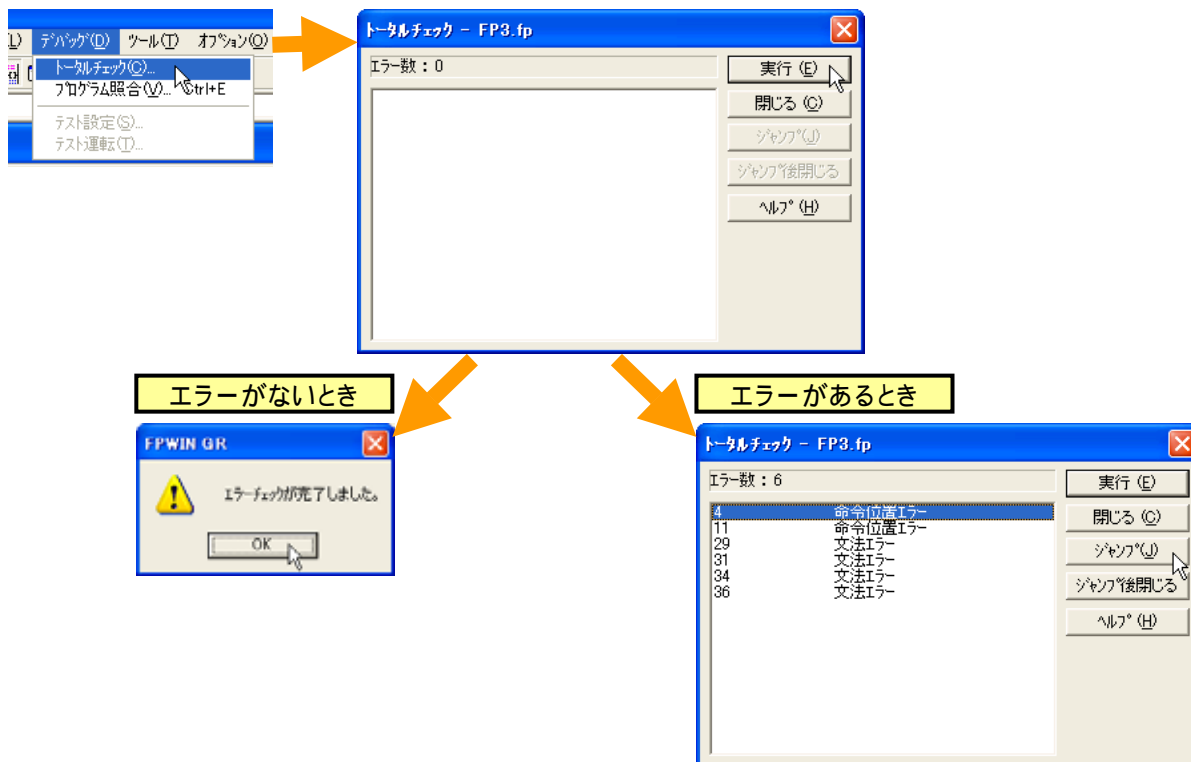 L) デバッグ(D) ツール(T) オプション(O)
トータルチェック(C)...
プログラム照合(V)... Ctrl+E
テスト設定(S)...
テスト運転(T)...
トータルチェック - FP3.fp
エラー数：0
実行 (E)
閉じる (C)
ジャンプ(J)
ジャンプ後閉じる
ヘルプ (H)
エラーがないとき
エラーがあるとき
FPWIN GR
エラーチェックが完了しました。
OK
トータルチェック - FP3.fp
エラー数：6
4 命令位置エラー
11 命令位置エラー
29 文法エラー
31 文法エラー
34 文法エラー
36 文法エラー
実行 (E)
閉じる (C)
ジャンプ(J)
ジャンプ後閉じる
ヘルプ (H)